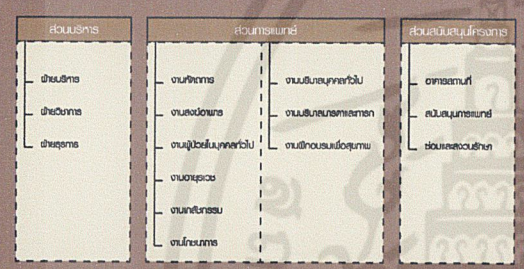 ส่วนบริหาร
ฝ่ายบริหาร
ฝ่ายวิชาการ
ฝ่ายธุรการ
ส่วนการแพทย์
งานหัตถการ
งานสงฆ์อาพาธ
งานผู้ป่วยในบุคคลทั่วไป
งานอายุรเวช
งานเภสัชกรรม
งานโภชนาการ
งานบริบาลบุคคลทั่วไป
งานบริบาลมารดาและทารก
งานฝึกอบรมเพื่อสุขภาพ
ส่วนสนับสนุนโครงการ
อาคารสถานที่
สนับสนุนการแพทย์
ซ่อมและสงวนรักษา